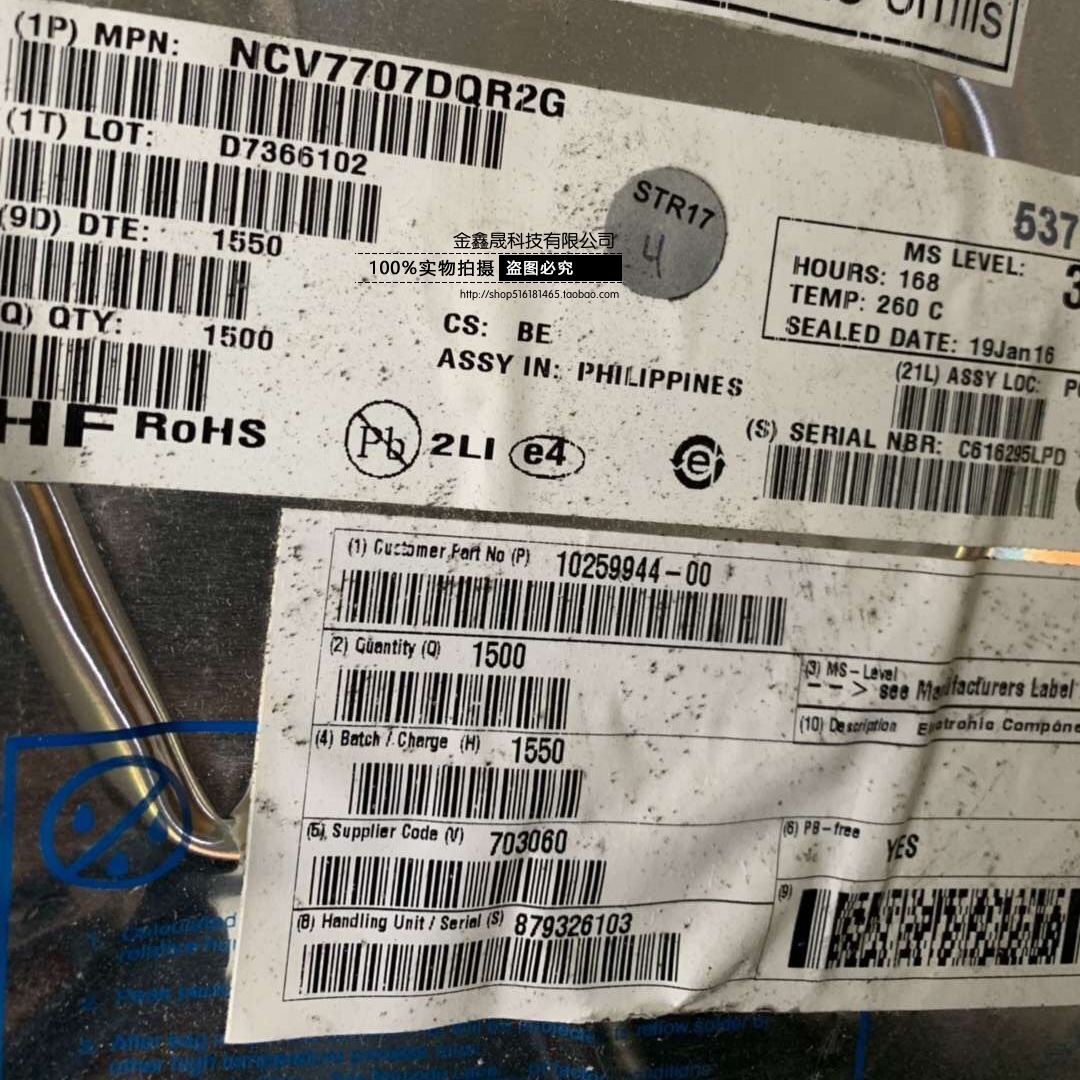 (1P) MPN: NCV7707DQR2G
(1T) LOT: D7366102
(9D) DTE: 1550
Q) QTY: 1500
HF RoHS
STR17
4
金鑫晟科技有限公司
100%实物拍摄 盗图必究
http://shop516181465.taobao.com
CS: BE
ASSY IN: PHILIPPINES
Pb 2LI e4
e
537
MS LEVEL: 3
HOURS: 168
TEMP: 260 C
SEALED DATE: 19Jan16
(21L) ASSY LOC:
(S) SERIAL NBR: C616295LPD
(1) Customer Part No (P) 10259944-00
(2) Quantity (Q) 1500
(3) MS-Level
--> see Manufacturers Label
(10) Description Electronic Compone
(4) Batch / Charge (H) 1550
(5) Supplier Code (V) 703060
(6) PB-free YES
(8) Handling Unit / Serial (S) 879326103
(9)